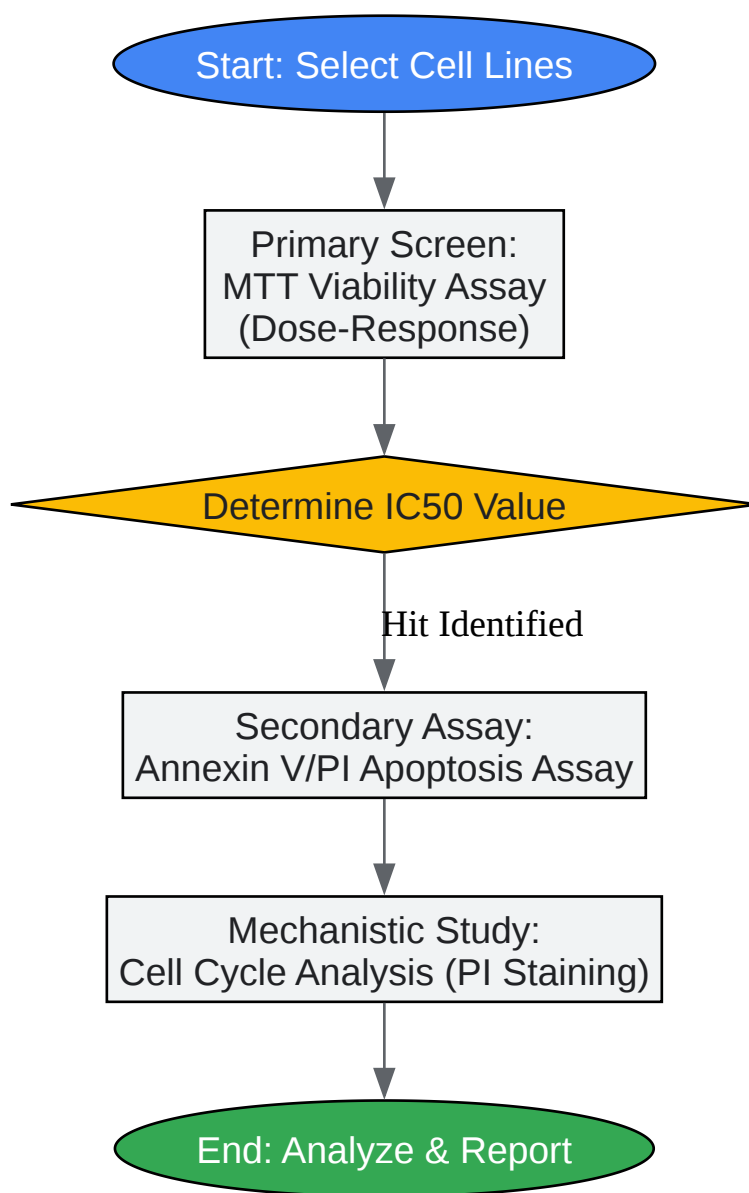 Start: Select Cell Lines
Primary Screen:
MTT Viability Assay
(Dose-Response)
Determine IC50 Value
Hit Identified
Secondary Assay:
Annexin V/PI Apoptosis Assay
Mechanistic Study:
Cell Cycle Analysis (PI Staining)
End: Analyze & Report